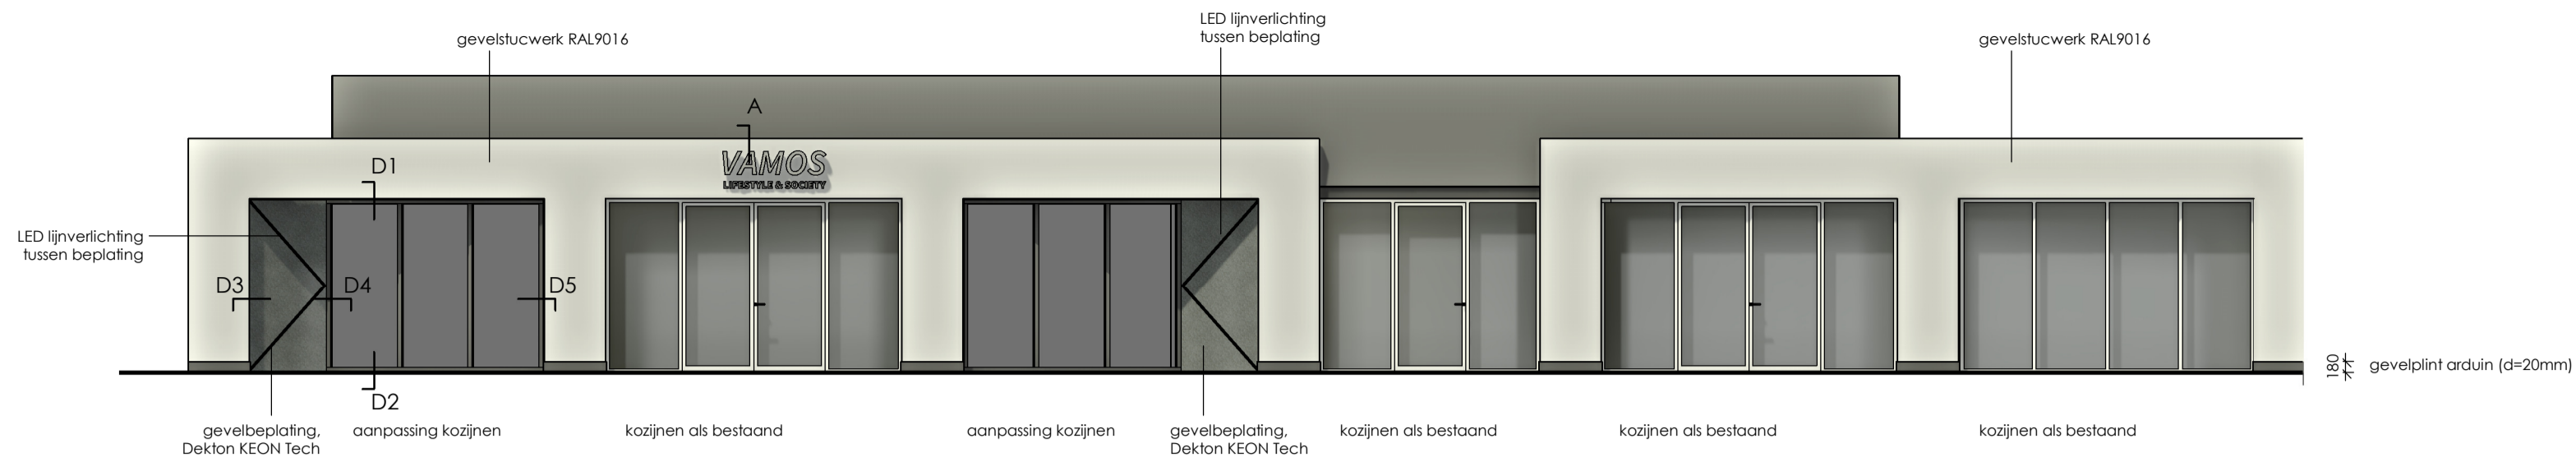 LED lijnverlichting
tussen beplating
gevelstucwerk RAL9016
gevelstucwerk RAL9016
A
VAMOS
LIFESTYLE & SOCIETY
D1
LED lijnverlichting
tussen beplating
D3
D4
D5
180
gevelplint arduin (d=20mm)
D2
gevelbeplating,
Dekton KEON Tech
aanpassing kozijnen
kozijnen als bestaand
aanpassing kozijnen
gevelbeplating,
Dekton KEON Tech
kozijnen als bestaand
kozijnen als bestaand
kozijnen als bestaand